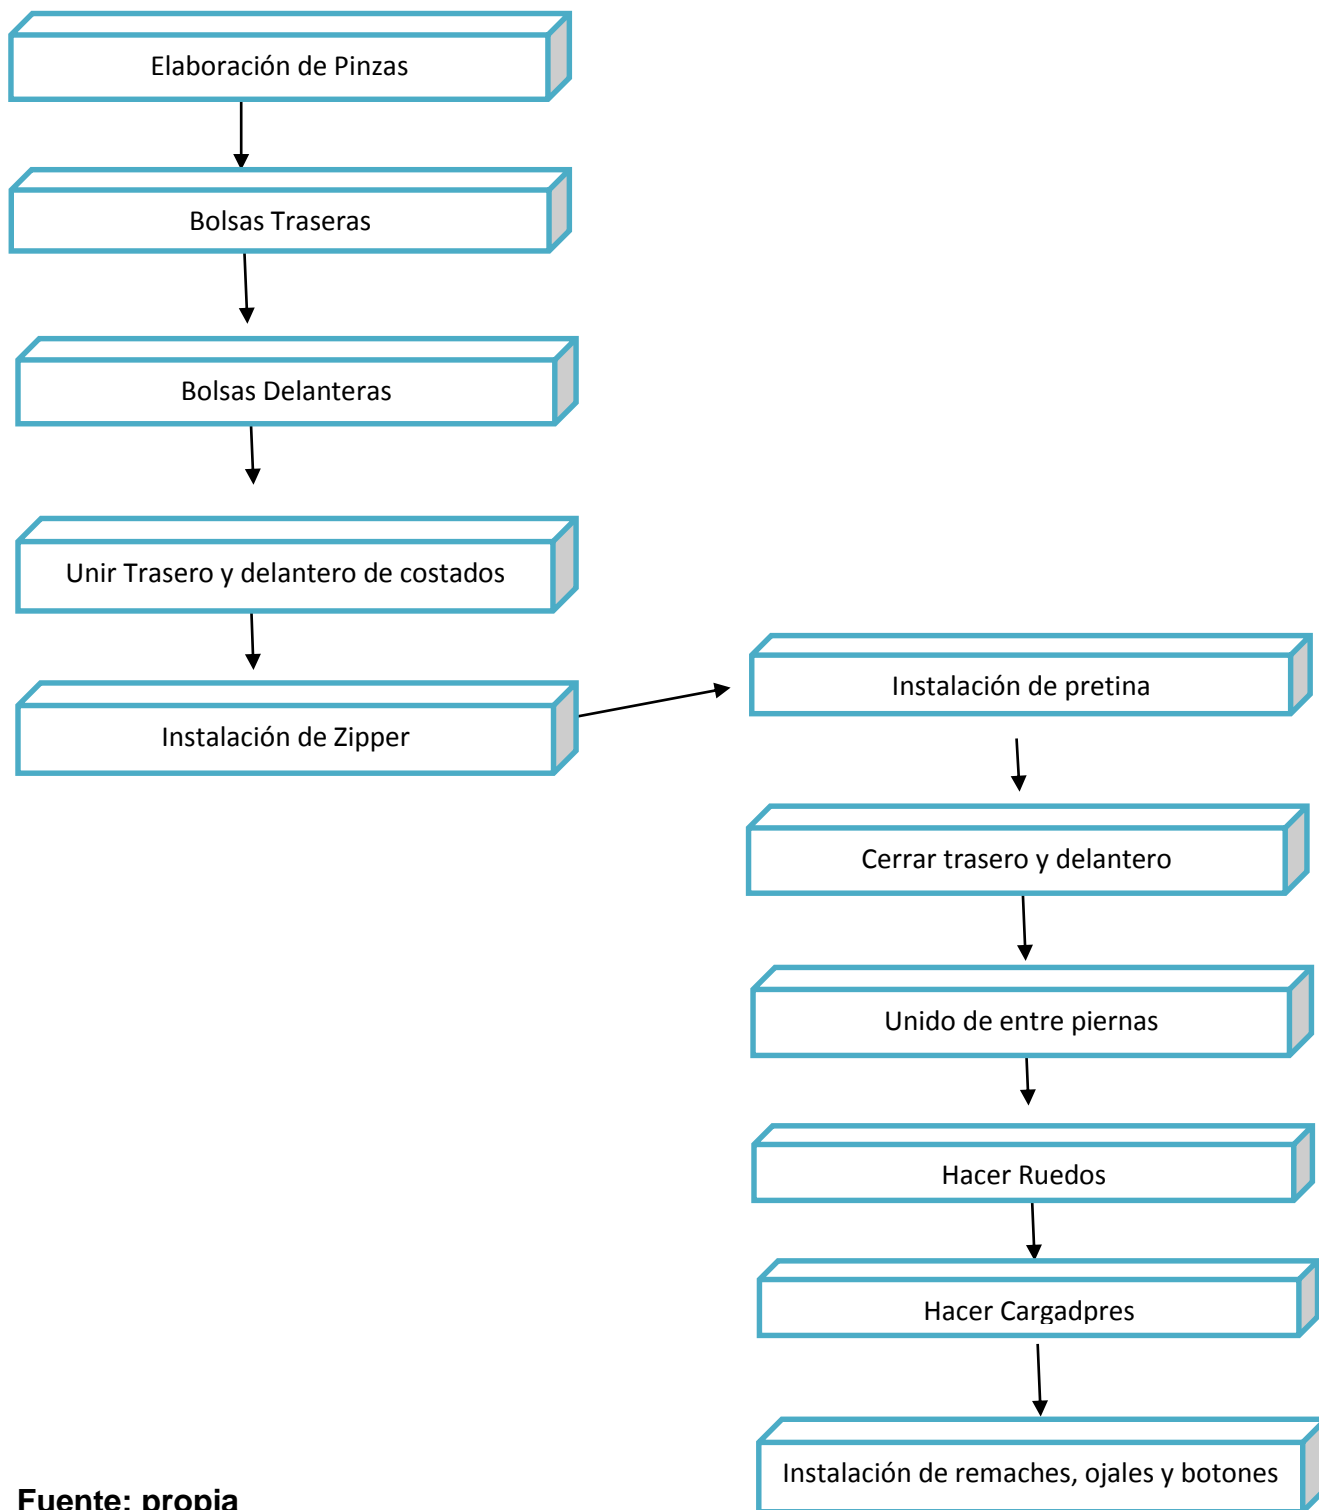 Elaboración de Pinzas
Bolsas Traseras
Bolsas Delanteras
Unir Trasero y delantero de costados
Instalación de Zipper
Instalación de pretina
Cerrar trasero y delantero
Unido de entre piernas
Hacer Ruedos
Hacer Cargadpres
Instalación de remaches, ojales y botones
Fuente: propia